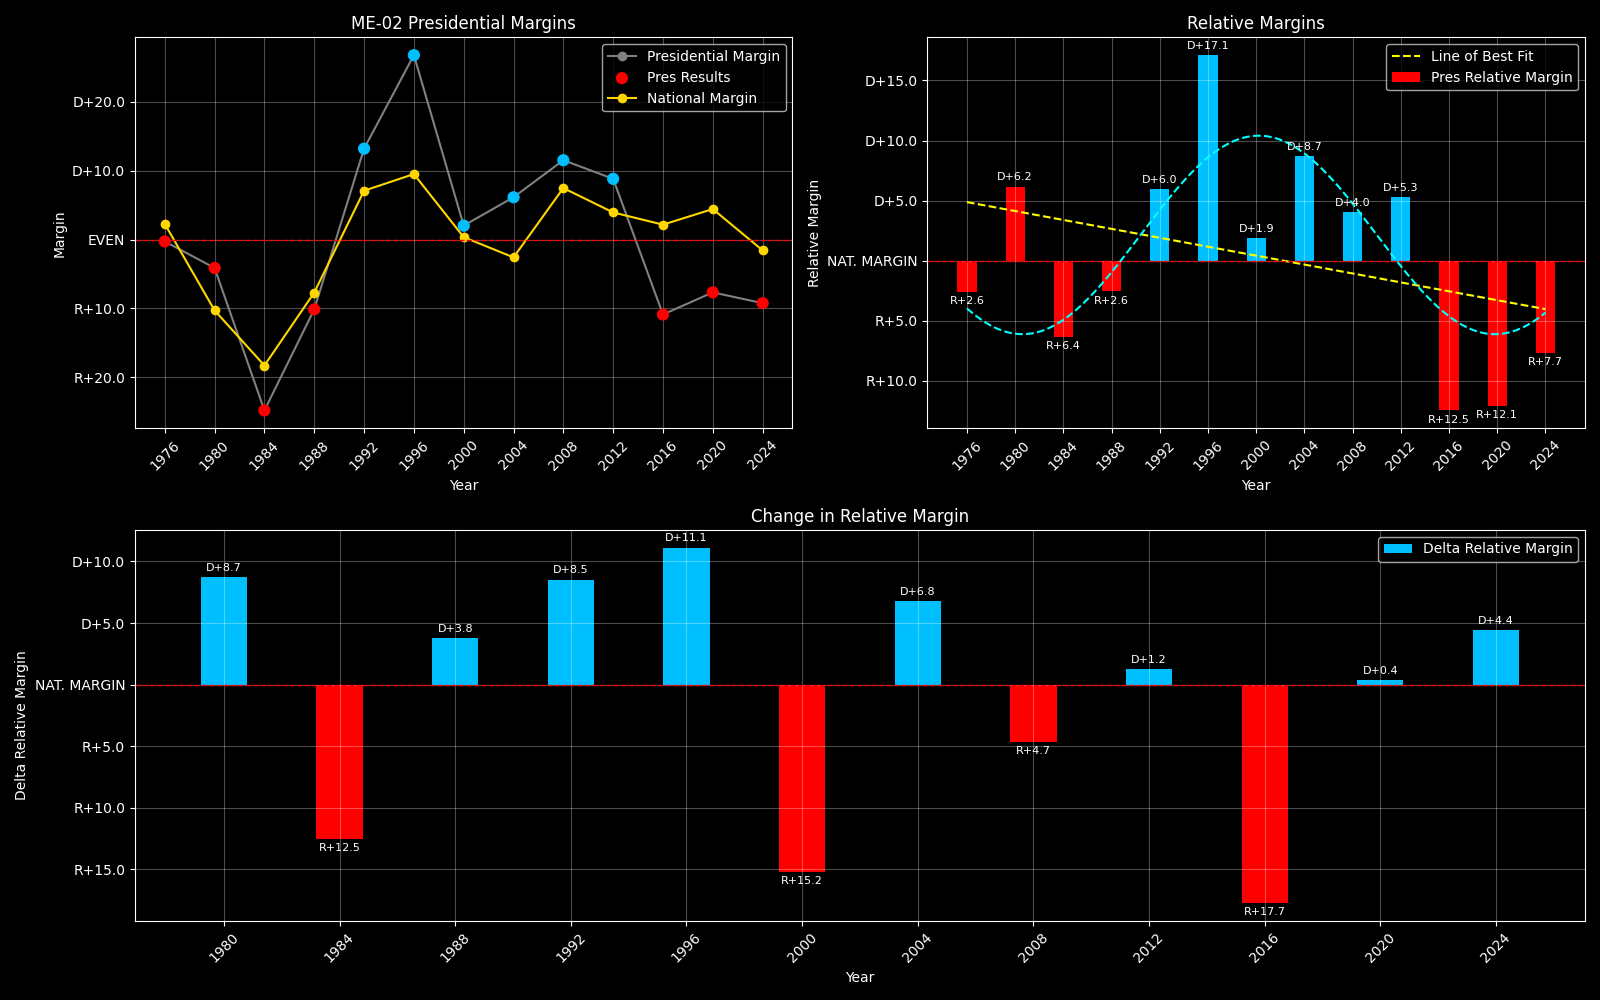 ME-02 Presidential Margins
Margin
D+20.0
D+10.0
EVEN
R+10.0
R+20.0
Presidential Margin
Pres Results
National Margin
1976
1980
1984
1988
1992
1996
2000
2004
2008
2012
2016
2020
2024
Year
Relative Margins
Relative Margin
D+15.0
D+10.0
D+5.0
NAT. MARGIN
R+5.0
R+10.0
Line of Best Fit
Pres Relative Margin
R+2.6
D+6.2
R+6.4
R+2.6
D+6.0
D+17.1
D+1.9
D+8.7
D+4.0
D+5.3
R+12.5
R+12.1
R+7.7
1976
1980
1984
1988
1992
1996
2000
2004
2008
2012
2016
2020
2024
Year
Change in Relative Margin
Delta Relative Margin
D+10.0
D+5.0
NAT. MARGIN
R+5.0
R+10.0
R+15.0
Delta Relative Margin
D+8.7
R+12.5
D+3.8
D+8.5
D+11.1
R+15.2
D+6.8
R+4.7
D+1.2
R+17.7
D+0.4
D+4.4
1980
1984
1988
1992
1996
2000
2004
2008
2012
2016
2020
2024
Year